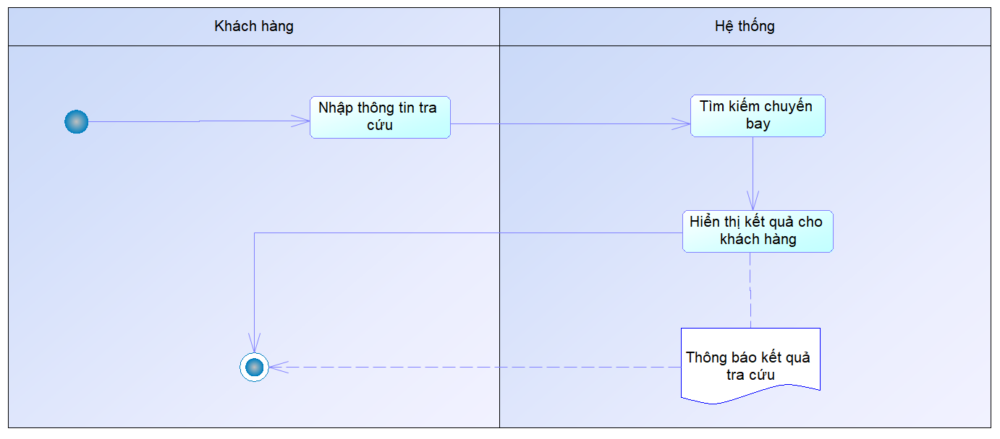 Khách hàng
Hệ thống
Nhập thông tin tra
cứu
Tìm kiếm chuyến
bay
Hiển thị kết quả cho
khách hàng
Thông báo kết quả
tra cứu